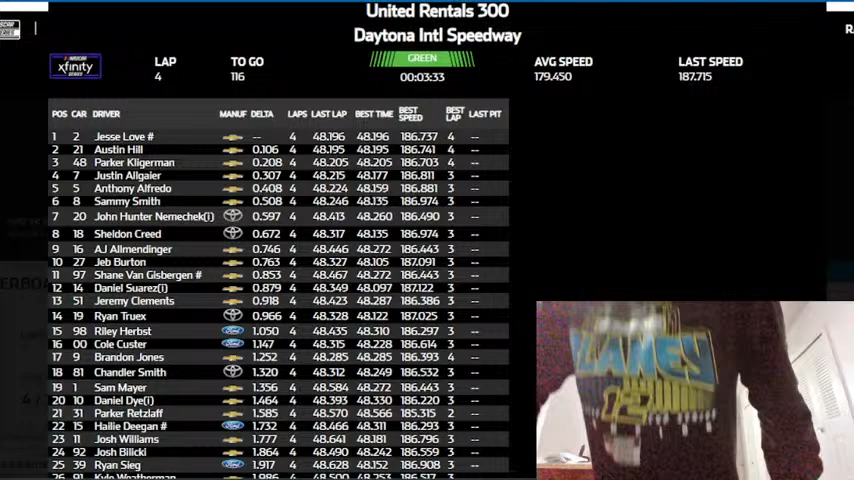 United Rentals 300
Daytona Intl Speedway
xfinity
LAP TO GO GREEN AVG SPEED LAST SPEED
4 116 00:03:33 179.450 187.715
POS CAR DRIVER MANUF DELTA LAPS LAST LAP BEST TIME BEST SPEED BEST LAP LAST PIT
1 2 Jesse Love # -- 4 48.196 48.196 186.737 4 --
2 21 Austin Hill 0.106 4 48.195 48.195 186.741 4 --
3 48 Parker Kligerman 0.208 4 48.205 48.205 186.703 4 --
4 7 Justin Allgaier 0.307 4 48.215 48.177 186.811 3 --
5 5 Anthony Alfredo 0.408 4 48.224 48.159 186.881 3 --
6 8 Sammy Smith 0.508 4 48.246 48.135 186.974 3 --
7 20 John Hunter Nemechek(i) 0.597 4 48.413 48.260 186.490 3 --
8 18 Sheldon Creed 0.672 4 48.317 48.135 186.974 3 --
9 16 AJ Allmendinger 0.746 4 48.446 48.272 186.443 3 --
10 27 Jeb Burton 0.763 4 48.327 48.105 187.091 3 --
11 97 Shane Van Gisbergen # 0.853 4 48.467 48.272 186.443 3 --
12 14 Daniel Suarez(i) 0.879 4 48.349 48.097 187.122 3 --
13 51 Jeremy Clements 0.918 4 48.423 48.287 186.386 3 --
14 19 Ryan Truex 0.966 4 48.328 48.122 187.025 3 --
15 98 Riley Herbst Ford 1.050 4 48.435 48.310 186.297 3 --
16 00 Cole Custer Ford 1.147 4 48.315 48.228 186.614 3 --
17 9 Brandon Jones 1.252 4 48.285 48.285 186.393 4 --
18 81 Chandler Smith 1.320 4 48.312 48.249 186.532 3 --
19 1 Sam Mayer 1.356 4 48.584 48.272 186.443 3 --
20 10 Daniel Dye(i) 1.464 4 48.393 48.330 186.220 3 --
21 31 Parker Retzlaff 1.585 4 48.570 48.566 185.315 2 --
22 15 Hailie Deegan # Ford 1.732 4 48.466 48.311 186.293 3 --
23 11 Josh Williams 1.777 4 48.641 48.181 186.796 3 --
24 92 Josh Bilicki 1.864 4 48.490 48.242 186.559 3 --
25 39 Ryan Sieg Ford 1.917 4 48.628 48.152 186.908 3 --
26 91 Kyle Weatherman 1.986 4 48.500 48.253 186.517 3 --
BLANEY
12